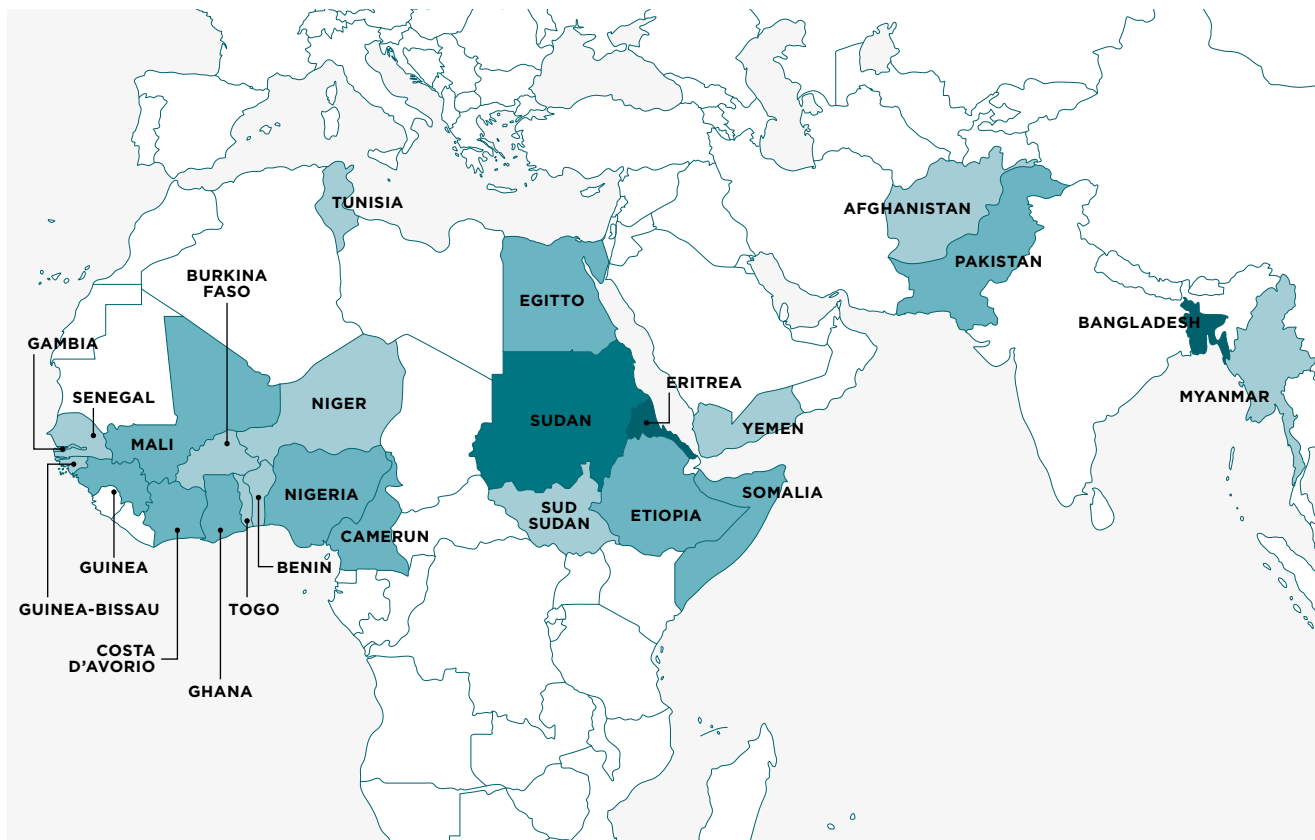 TUNISIA
AFGHANISTAN
PAKISTAN
BURKINA
FASO
EGITTO
BANGLADESH
GAMBIA
ERITREA
SENEGAL
NIGER
MYANMAR
SUDAN
YEMEN
MALI
NIGERIA
SOMALIA
SUD
SUDAN
ETIOPIA
CAMERUN
GUINEA
BENIN
GUINEA-BISSAU
TOGO
COSTA
D'AVORIO
GHANA